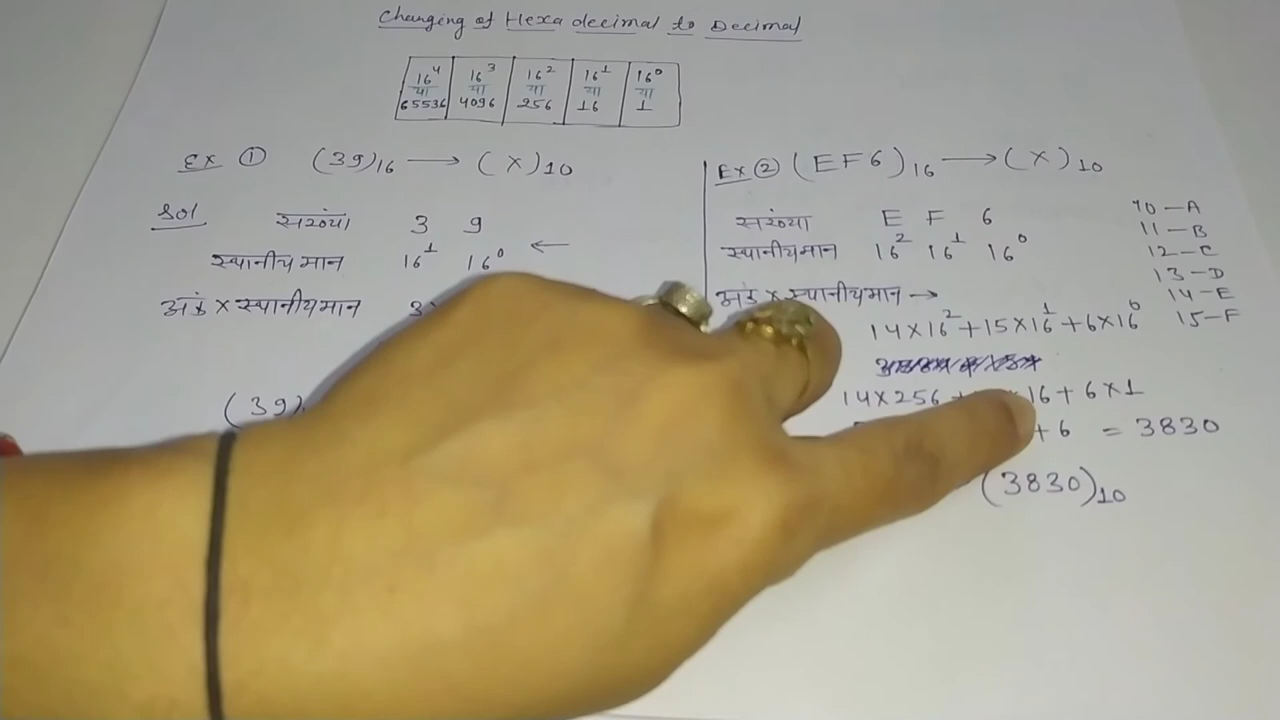 Changing of Hexa decimal to Decimal
16⁴ 16³ 16² 16¹ 16⁰
या या या या या
65536 4096 256 16 1
Ex ① (39)₁₆ ⟶ (X)₁₀
Sol संख्या 3 9
स्थानीय मान 16¹ 16⁰ ←
अंक × स्थानीयमान
(39)
Ex ② (EF6)₁₆ ⟶ (X)₁₀
संख्या E F 6
स्थानीयमान 16² 16¹ 16⁰
अंक × स्थानीयमान →
14×16² + 15×16¹ + 6×16⁰
14×256 + 16 + 6×1
+ 6 = 3830
(3830)₁₀
10 – A
11 – B
12 – C
13 – D
14 – E
15 – F